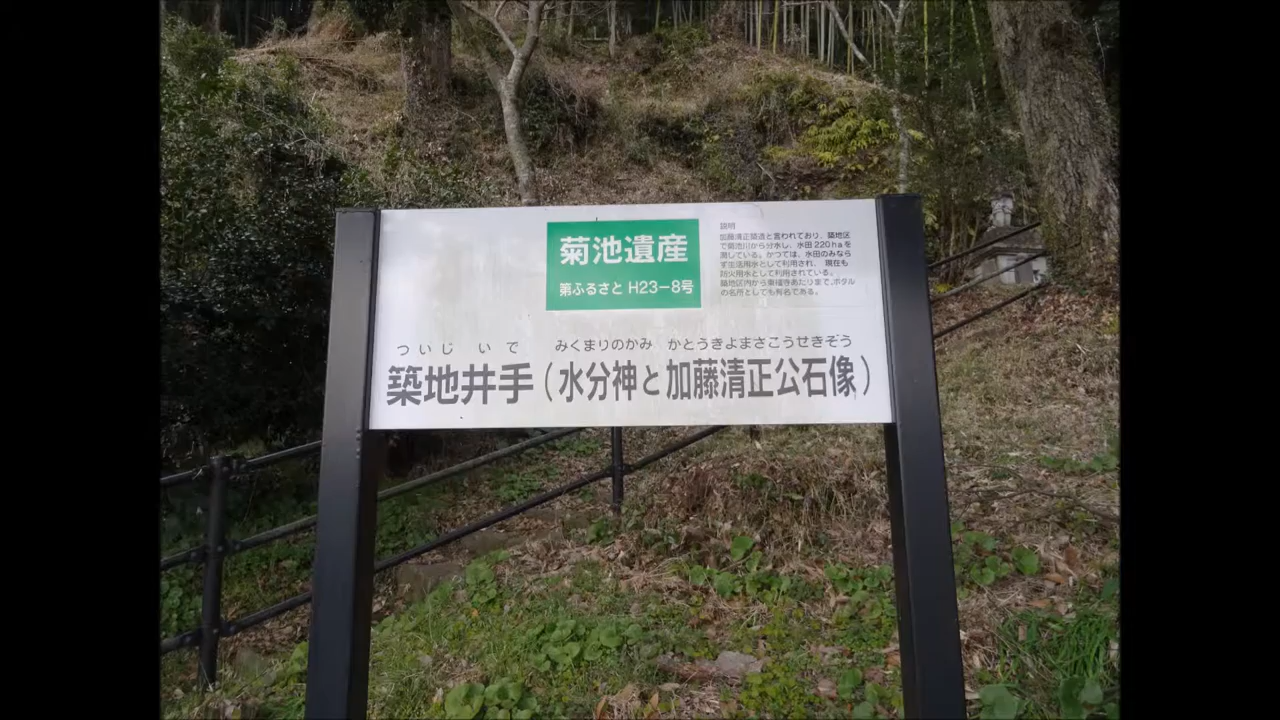 菊池遺産
第ふるさと H23－8号
説明
加藤清正築造と言われており、築地区
で菊池川から分水し、水田220haを
潤している。かつては、水田のみなら
ず生活用水として利用され、現在も
防火用水として利用されている。
築地区内から東福寺あたりまで、ホタル
の名所としても有名である。
ついじ いで みくまりのかみ かとうきよまさこうせきぞう
築地井手（水分神と加藤清正公石像）